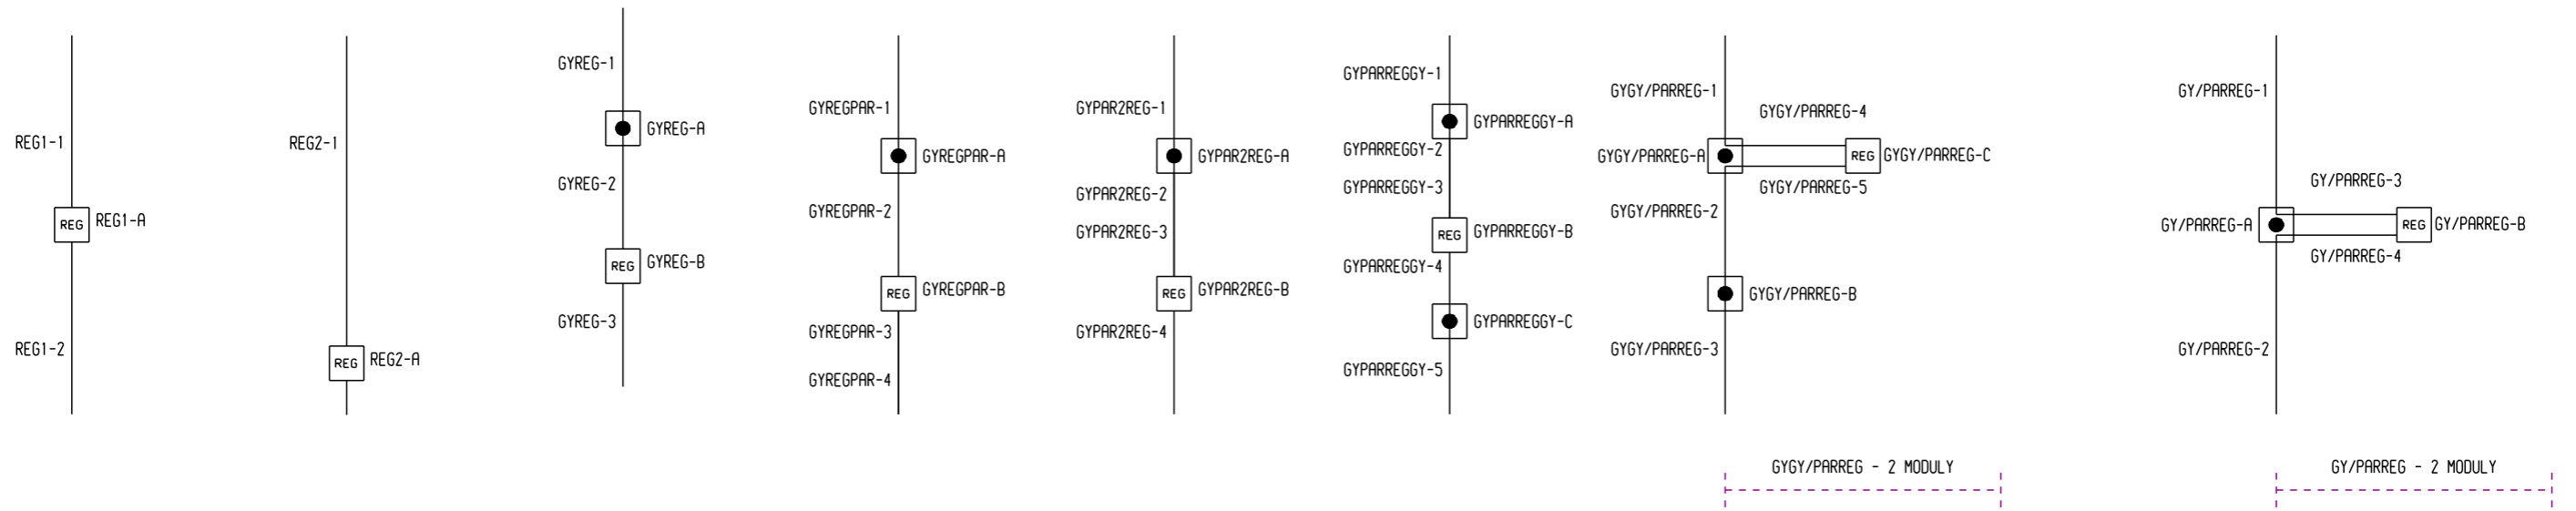 REG1-1
REG
REG1-A
REG1-2
REG2-1
REG
REG2-A
GYREG-1
GYREG-A
GYREG-2
REG
GYREG-B
GYREG-3
GYREGPAR-1
GYREGPAR-A
GYREGPAR-2
REG
GYREGPAR-B
GYREGPAR-3
GYREGPAR-4
GYPAR2REG-1
GYPAR2REG-A
GYPAR2REG-2
GYPAR2REG-3
REG
GYPAR2REG-B
GYPAR2REG-4
GYPARREGGY-1
GYPARREGGY-A
GYPARREGGY-2
GYPARREGGY-3
REG
GYPARREGGY-B
GYPARREGGY-4
GYPARREGGY-C
GYPARREGGY-5
GYGY/PARREG-1
GYGY/PARREG-4
GYGY/PARREG-A
REG
GYGY/PARREG-C
GYGY/PARREG-5
GYGY/PARREG-2
GYGY/PARREG-B
GYGY/PARREG-3
GYGY/PARREG - 2 MODULY
GY/PARREG-1
GY/PARREG-3
GY/PARREG-A
REG
GY/PARREG-B
GY/PARREG-4
GY/PARREG-2
GY/PARREG - 2 MODULY